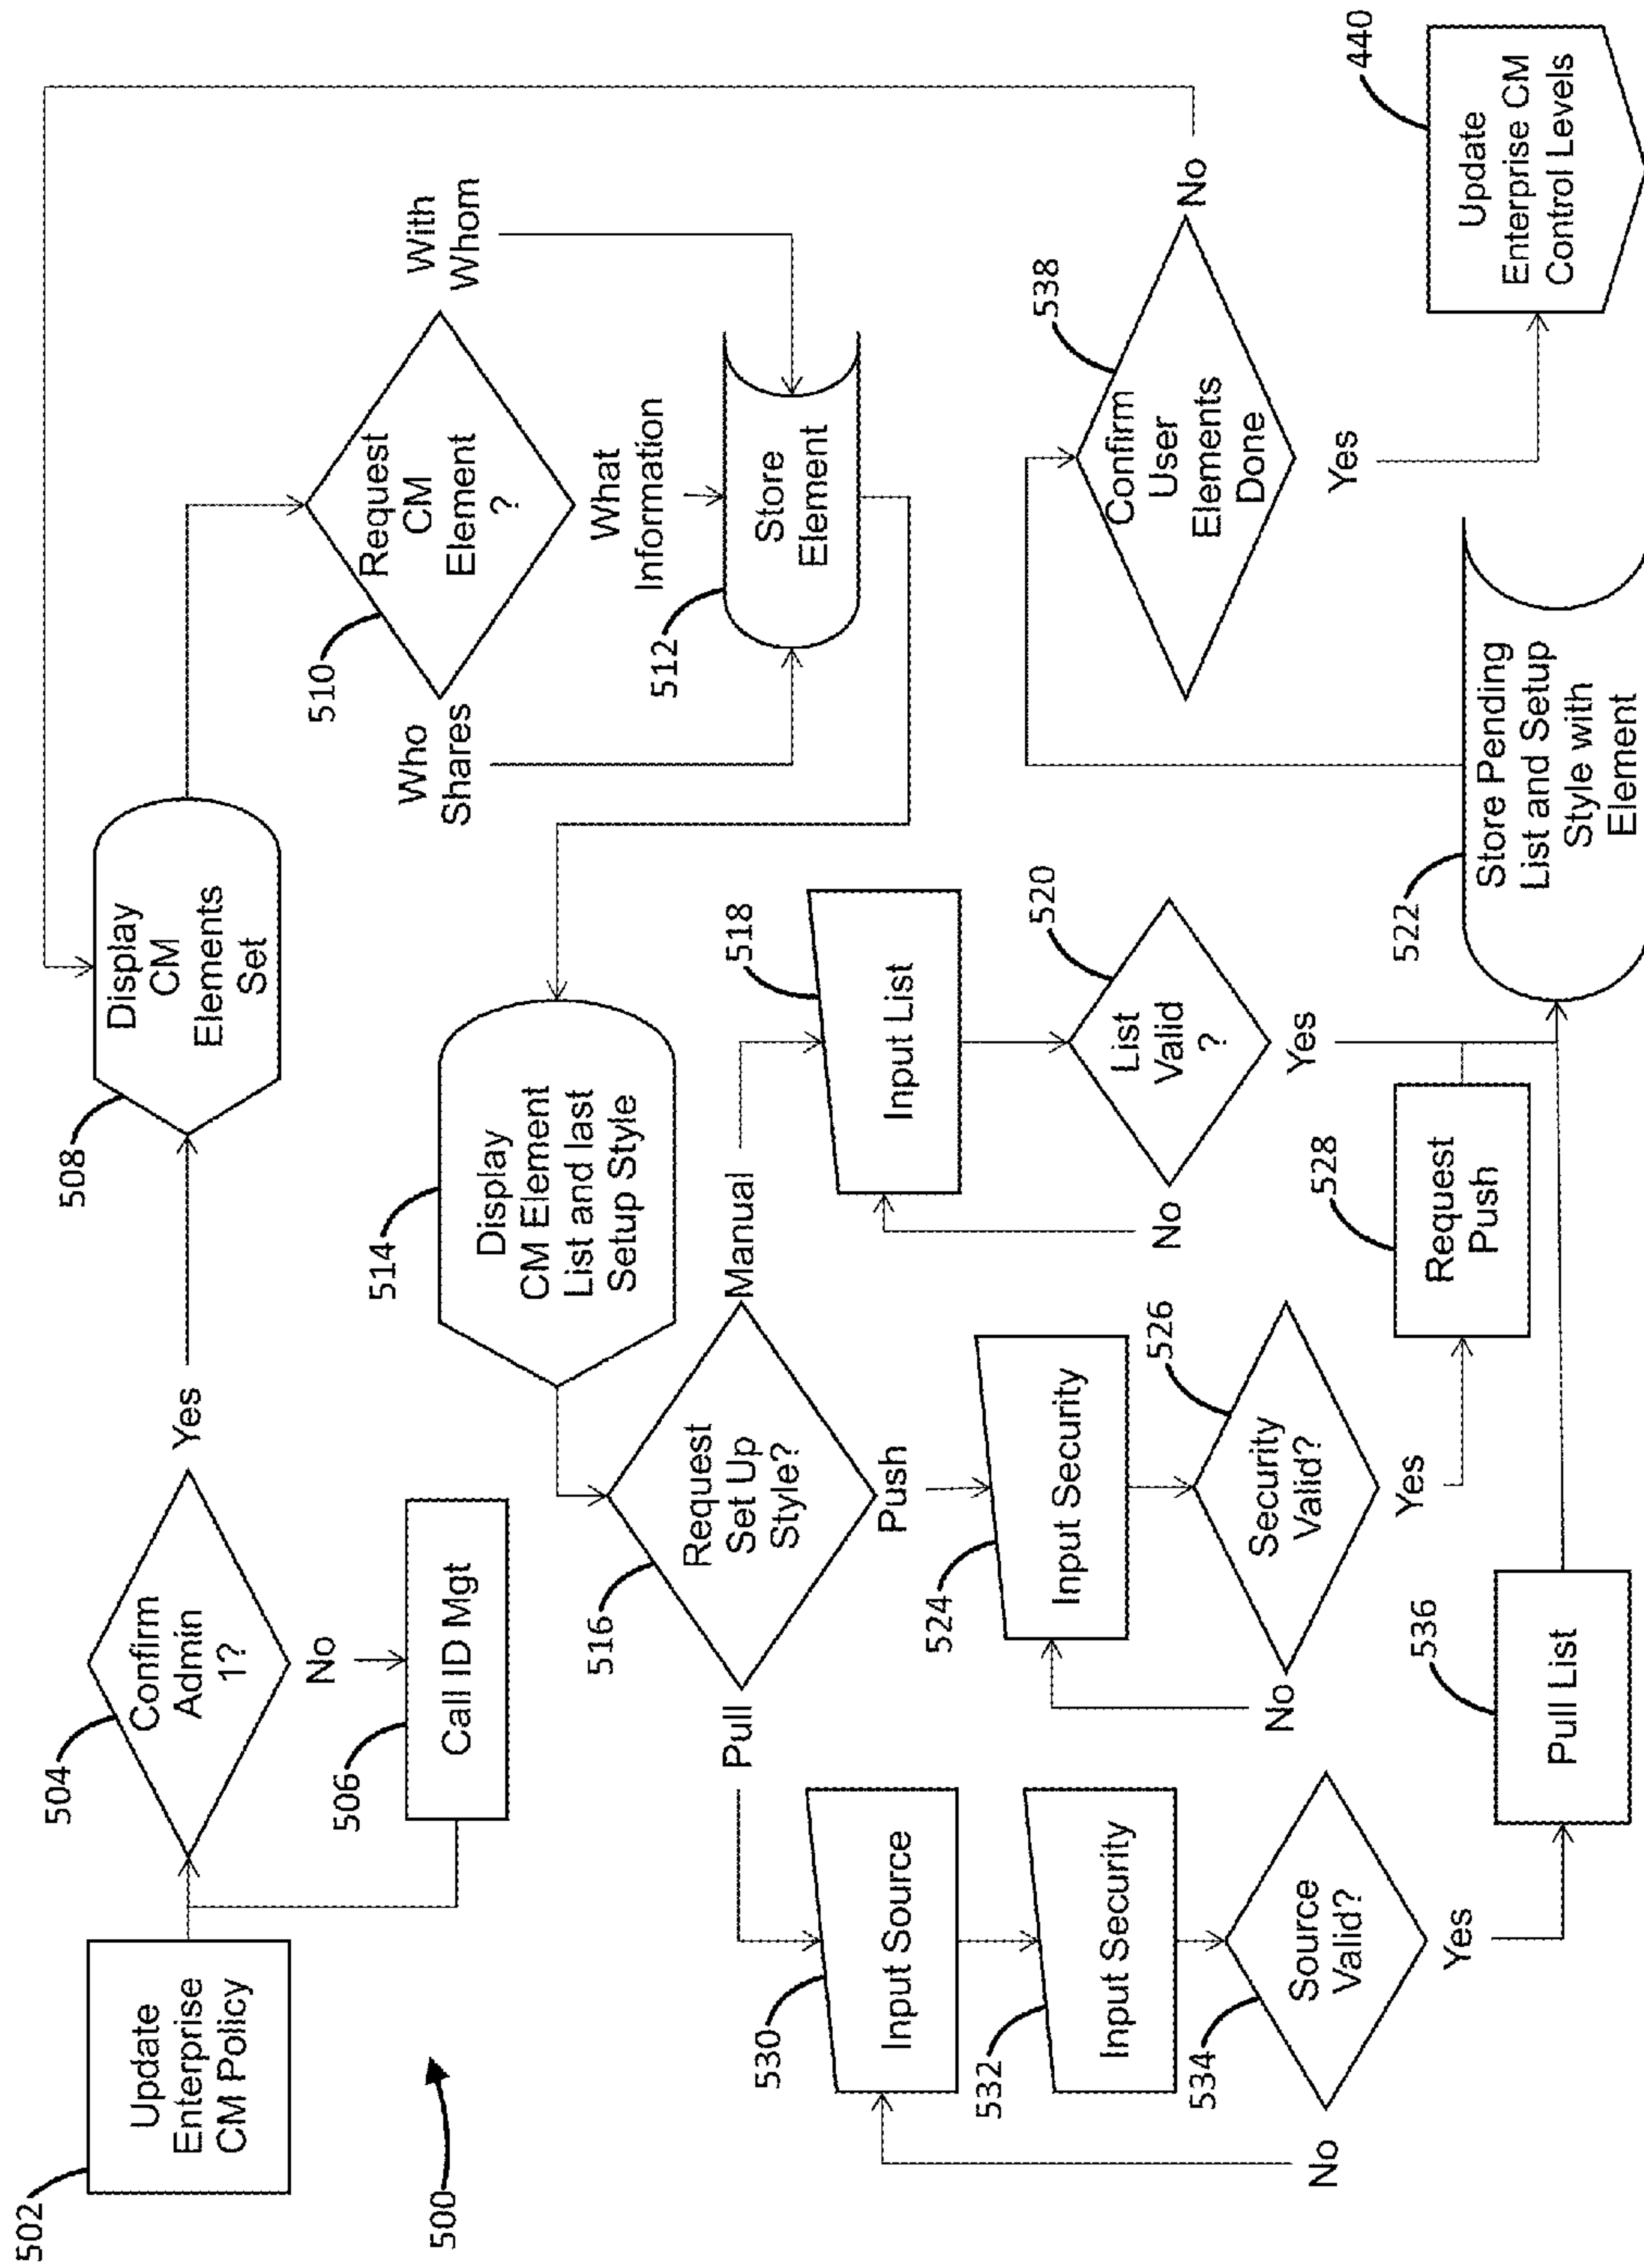 502
Update
Enterprise
CM Policy
500
504
Confirm
Admin
1?
Yes
No
506
Call ID Mgt
508
Display
CM
Elements
Set
510
Request
CM
Element
?
Who
Shares
What
Information
With
Whom
512
Store
Element
514
Display
CM Element
List and last
Setup Style
516
Request
Set Up
Style?
Pull
Push
Manual
518
Input List
520
List
Valid
?
No
Yes
524
Input Security
526
Security
Valid?
No
Yes
528
Request
Push
530
Input Source
532
Input Security
534
Source
Valid?
No
Yes
536
Pull List
522
Store Pending
List and Setup
Style with
Element
538
Confirm
User
Elements
Done
No
Yes
440
Update
Enterprise CM
Control Levels